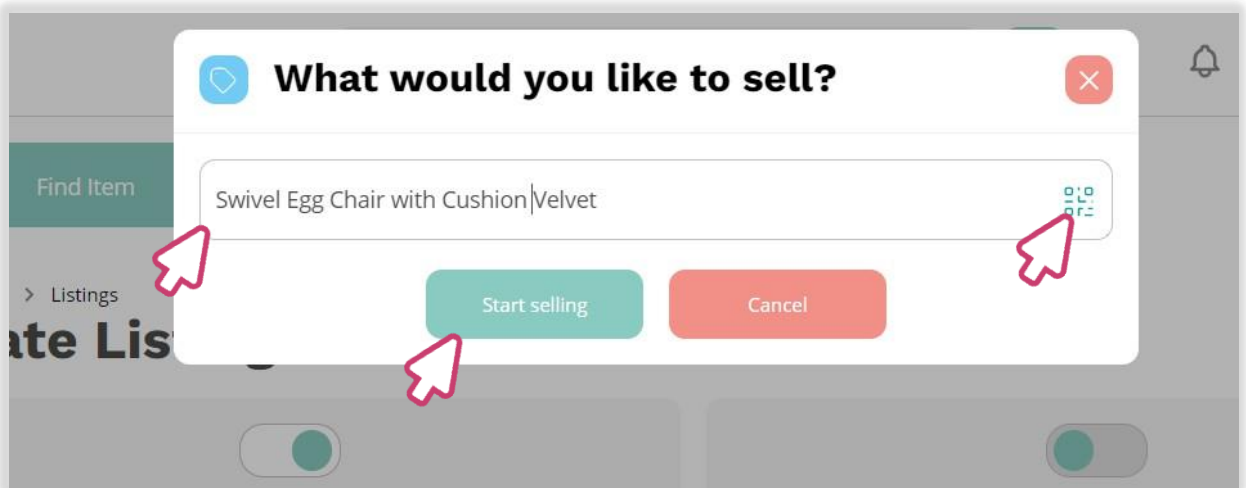 What would you like to sell?
Find Item
Swivel Egg Chair with Cushion Velvet
Start selling
Cancel
> Listings
ate Lis